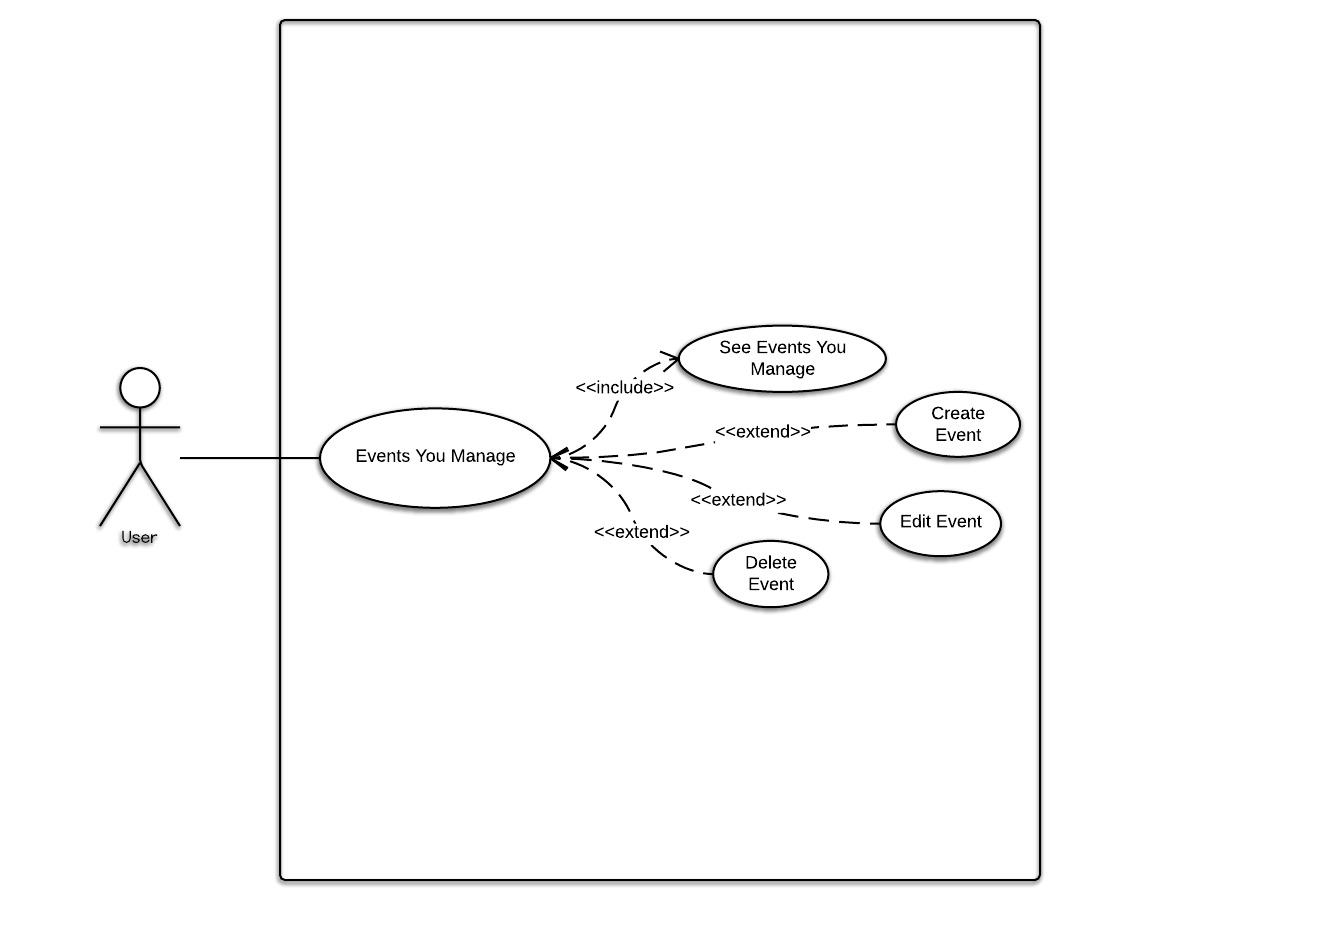 See Events You
Manage
<<include>>
Create
Event
<<extend>>
Events You Manage
<<extend>>
Edit Event
<<extend>>
User
Delete
Event